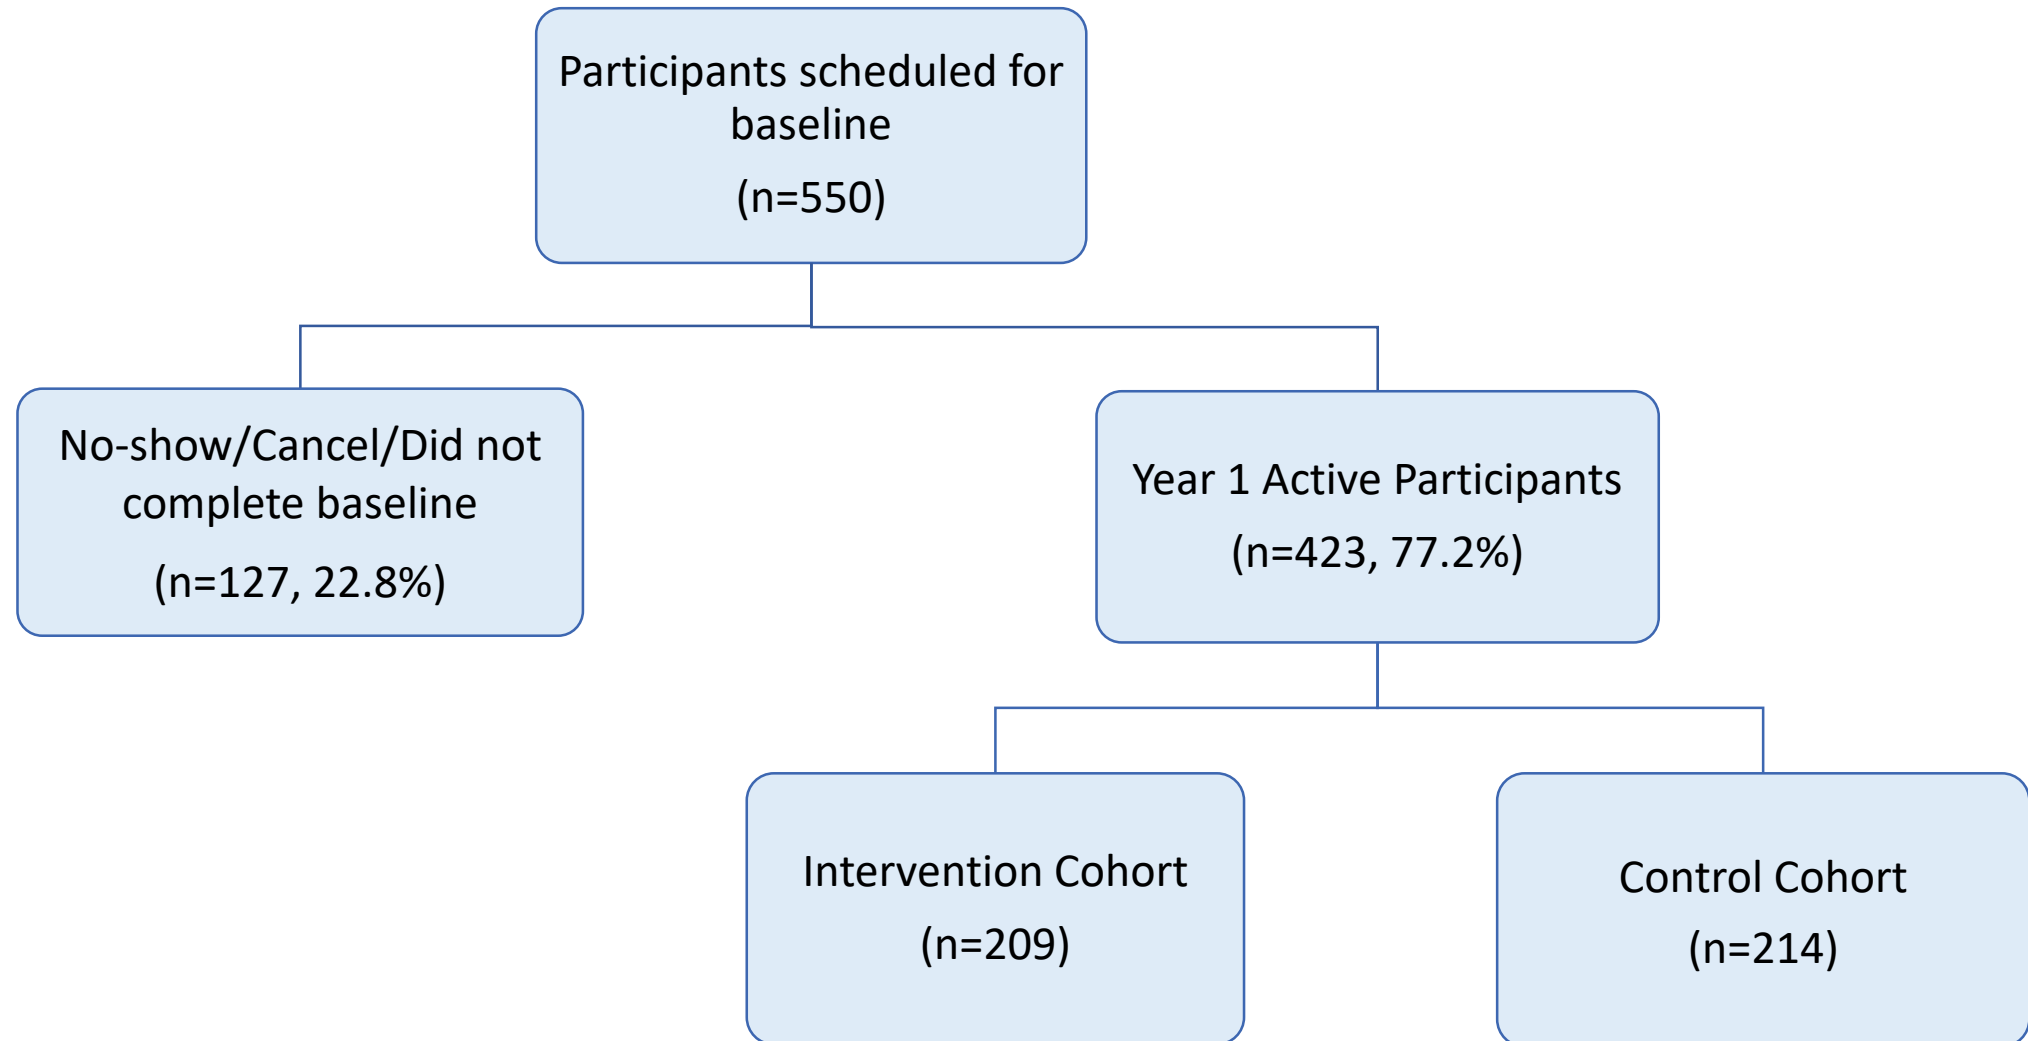 Participants scheduled for
baseline
(n=550)
No-show/Cancel/Did not
complete baseline
(n=127, 22.8%)
Year 1 Active Participants
(n=423, 77.2%)
Intervention Cohort
(n=209)
Control Cohort
(n=214)